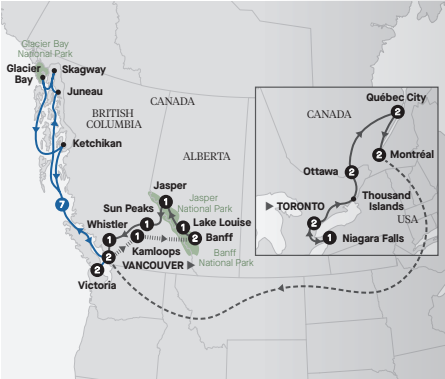 Glacier Bay
National Park
Glacier
Bay
Skagway
Juneau
BRITISH
COLUMBIA
CANADA
Ketchikan
ALBERTA
7
Jasper
Jasper
National Park
Sun Peaks
1
1
Lake Louise
1
Whistler
1
1
2
Banff
Kamloops
VANCOUVER
2
Banff
National Park
2
Victoria
Québec City
2
CANADA
2
Montréal
Ottawa
2
Thousand
Islands
TORONTO
2
USA
1
Niagara Falls